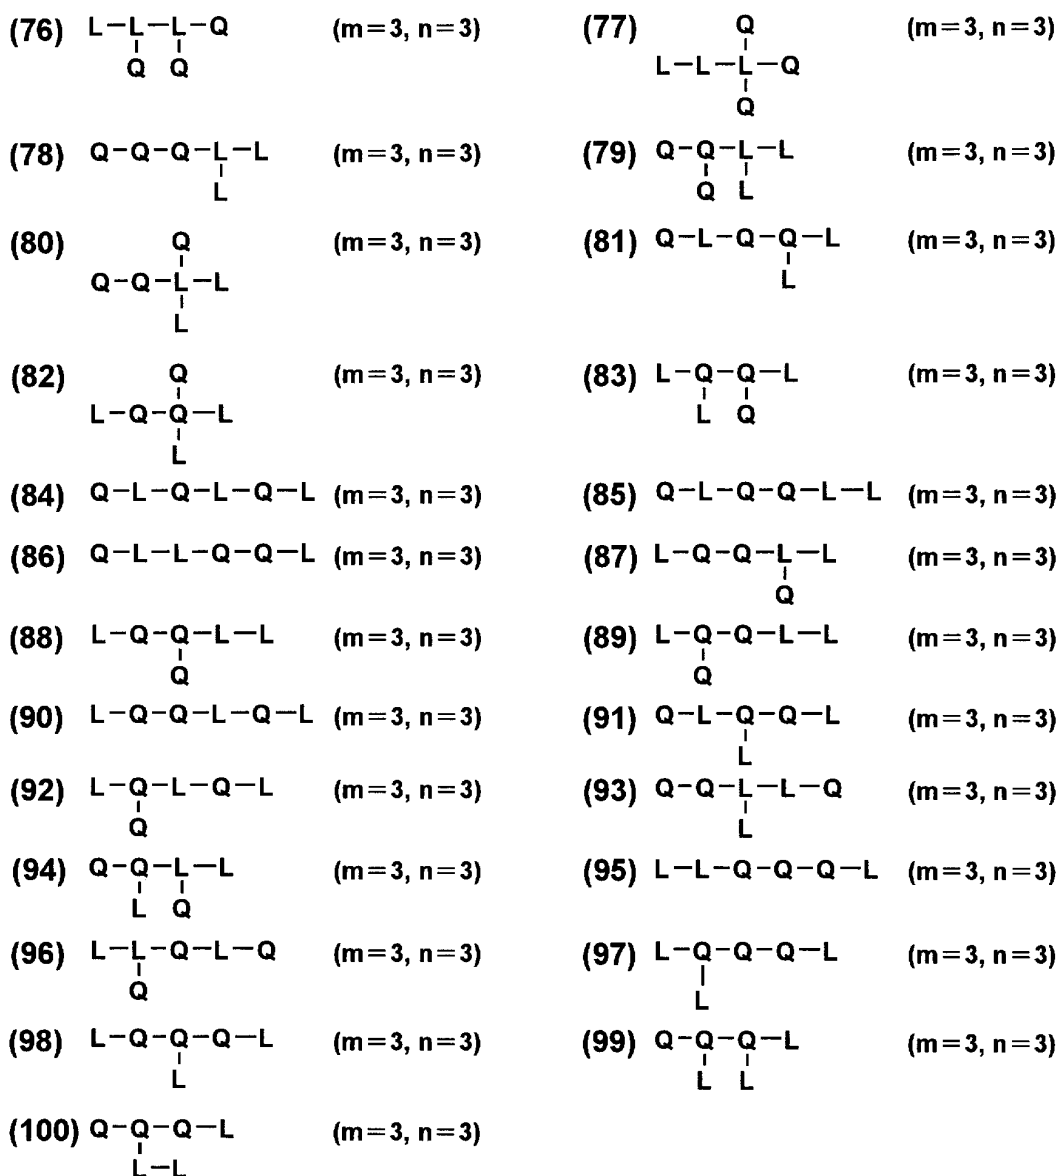 (76) L-L-L-Q (m=3, n=3)
Q Q
(77) Q (m=3, n=3)
L-L-L-Q
Q
(78) Q-Q-Q-L-L (m=3, n=3)
L
(79) Q-Q-L-L (m=3, n=3)
Q L
(80) Q (m=3, n=3)
Q-Q-L-L
L
(81) Q-L-Q-Q-L (m=3, n=3)
L
(82) Q (m=3, n=3)
L-Q-Q-L
L
(83) L-Q-Q-L (m=3, n=3)
L Q
(84) Q-L-Q-L-Q-L (m=3, n=3)
(85) Q-L-Q-Q-L-L (m=3, n=3)
(86) Q-L-L-Q-Q-L (m=3, n=3)
(87) L-Q-Q-L-L (m=3, n=3)
Q
(88) L-Q-Q-L-L (m=3, n=3)
Q
(89) L-Q-Q-L-L (m=3, n=3)
Q
(90) L-Q-Q-L-Q-L (m=3, n=3)
(91) Q-L-Q-Q-L (m=3, n=3)
L
(92) L-Q-L-Q-L (m=3, n=3)
Q
(93) Q-Q-L-L-Q (m=3, n=3)
L
(94) Q-Q-L-L (m=3, n=3)
L Q
(95) L-L-Q-Q-Q-L (m=3, n=3)
(96) L-L-Q-L-Q (m=3, n=3)
Q
(97) L-Q-Q-Q-L (m=3, n=3)
L
(98) L-Q-Q-Q-L (m=3, n=3)
L
(99) Q-Q-Q-L (m=3, n=3)
L L
(100) Q-Q-Q-L (m=3, n=3)
L-L